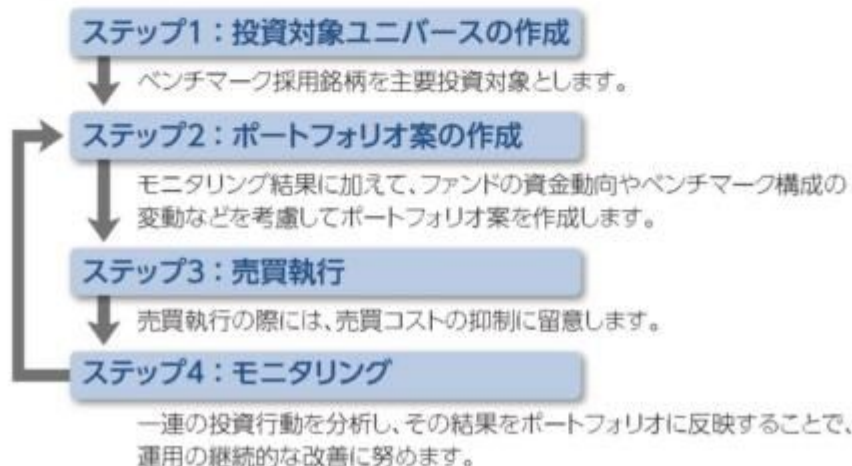 ステップ1：投資対象ユニバースの作成
ベンチマーク採用銘柄を主要投資対象とします。
ステップ2：ポートフォリオ案の作成
モニタリング結果に加えて、ファンドの資金動向やベンチマーク構成の
変動などを考慮してポートフォリオ案を作成します。
ステップ3：売買執行
売買執行の際には、売買コストの抑制に留意します。
ステップ4：モニタリング
一連の投資行動を分析し、その結果をポートフォリオに反映することで、
運用の継続的な改善に努めます。